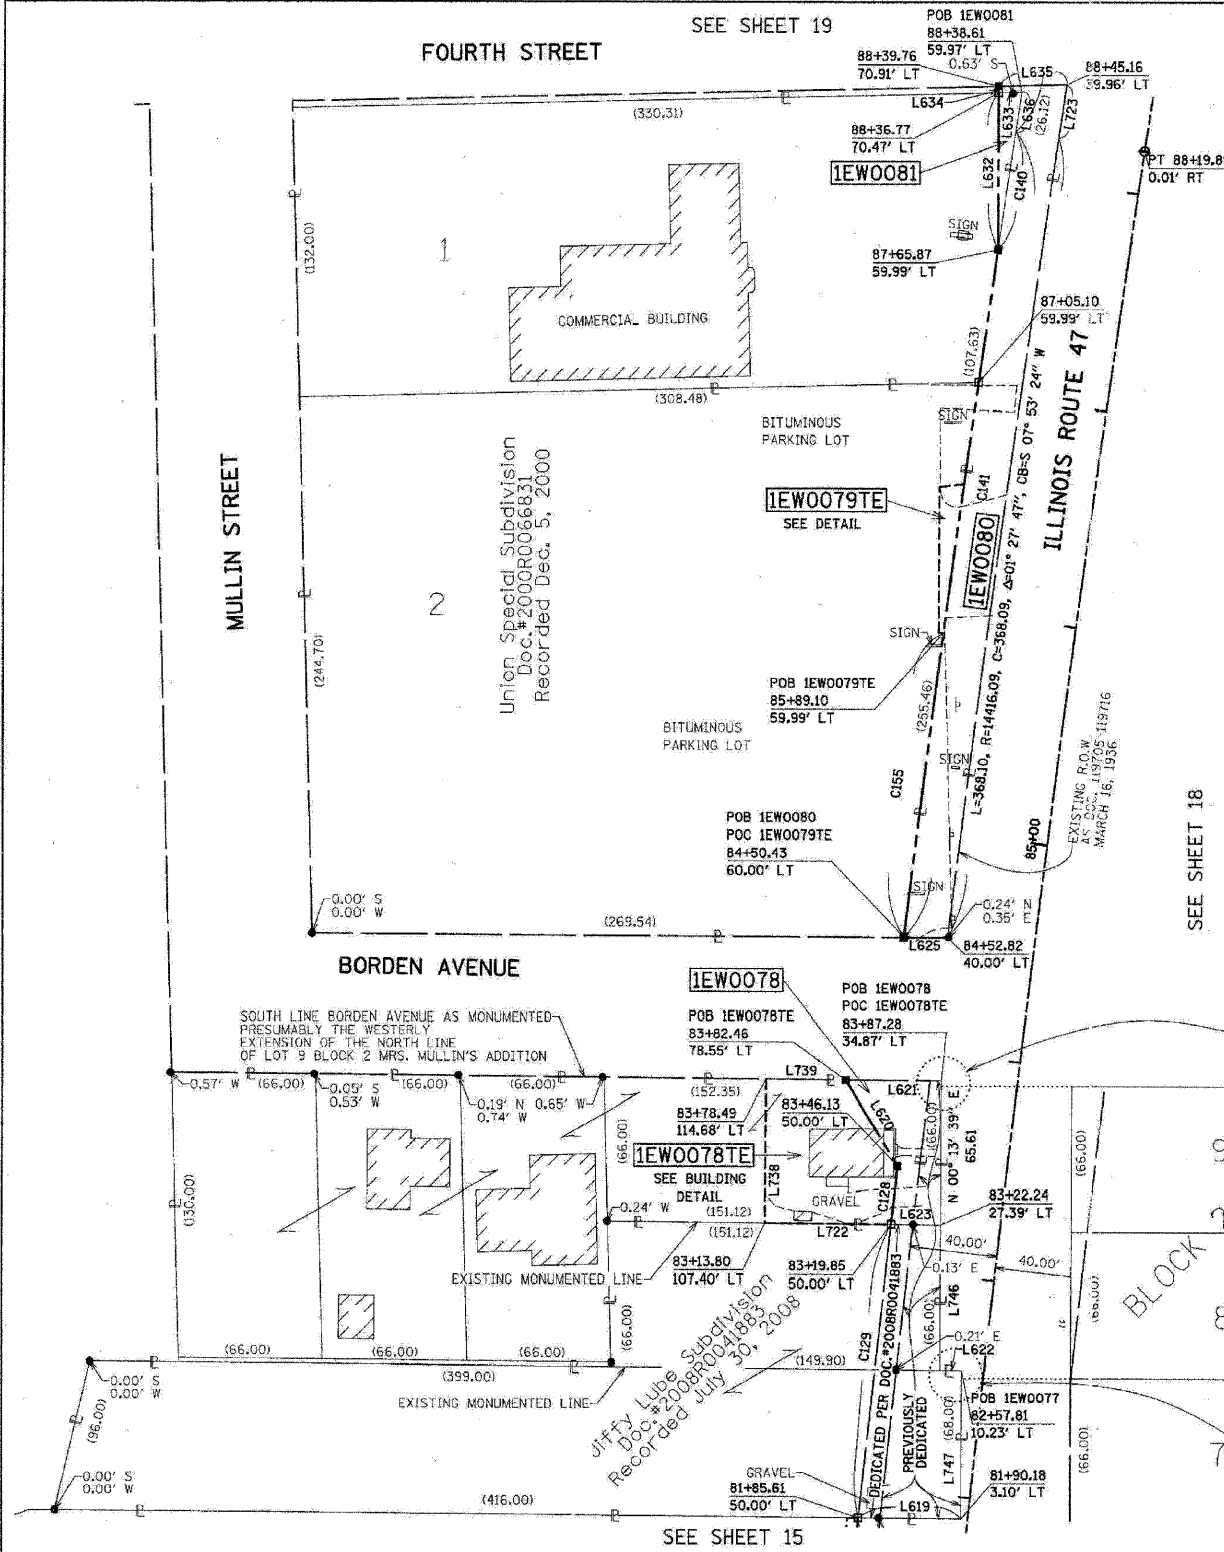 SEE SHEET 19
FOURTH STREET
POB 1EW0081
88+38.61
59.97' LT
0.63' S
88+39.76
70.91' LT
L635
88+45.16
39.96' LT
L634
(330.31)
L633
L636
(26.12)
L723
88+36.77
70.47' LT
1EW0081
L632
C140
0.01' RT
SIGN
(132.00)
1
87+65.87
59.99' LT
COMMERCIAL BUILDING
87+05.10
59.99' LT
(107.63)
(308.48)
ILLINOIS ROUTE 47
BITUMINOUS
PARKING LOT
SIGN
MULLIN STREET
Union Special Subdivision
Doc.#2000R0066831
Recorded Dec. 5, 2000
1EW0079TE
SEE DETAIL
C141
1EW0080
L=368.10, R=14416.09, C=368.09, Δ=01° 27' 47", CB=S 07° 53' 24" W
2
SIGN
(244.70)
POB 1EW0079TE
85+89.10
59.99' LT
(255.46)
BITUMINOUS
PARKING LOT
SIGN
C155
EXISTING R.O.W.
AS DOC. 119705-119716
MARCH 16, 1936
SEE SHEET 18
POB 1EW0080
POC 1EW0079TE
84+50.43
60.00' LT
85+00
SIGN
0.00' S
0.00' W
(269.54)
0.24' N
0.35' E
L625
84+52.82
40.00' LT
BORDEN AVENUE
1EW0078
POB 1EW0078
POC 1EW0078TE
83+87.28
34.87' LT
POB 1EW0078TE
83+82.46
78.55' LT
SOUTH LINE BORDEN AVENUE AS MONUMENTED
PRESUMABLY THE WESTERLY
EXTENSION OF THE NORTH LINE
OF LOT 9 BLOCK 2 MRS. MULLIN'S ADDITION
L739
0.57' W
(66.00)
0.05' S
0.53' W
(66.00)
0.19' N
0.74' W
(66.00)
0.65' W
(152.35)
L621
83+78.49
114.68' LT
83+46.13
50.00' LT
L620
(66.00)
N 00° 13' 39" E
65.61
(66.00)
(66.00)
1EW0078TE
SEE BUILDING
DETAIL
L738
GRAVEL
C128
(130.00)
0.24' W
(151.12)
(151.12)
L722
L623
83+22.24
27.39' LT
40.00'
40.00'
EXISTING MONUMENTED LINE
83+13.80
107.40' LT
83+19.85
50.00' LT
0.13' E
BLOCK
2
8
7
(66.00)
(66.00)
L746
(66.00)
Jiffy Lube Subdivision
Doc.#2008R0041883
Recorded July 30, 2008
C129
DEDICATED PER DOC.#2008R0041883
0.21' E
L622
(66.00)
(66.00)
(66.00)
(149.90)
0.00' S
0.00' W
(399.00)
EXISTING MONUMENTED LINE
POB 1EW0077
82+57.81
10.23' LT
(96.00)
PREVIOUSLY
DEDICATED
(68.00)
L747
(66.00)
0.00' S
0.00' W
(416.00)
GRAVEL
81+85.61
50.00' LT
L619
81+90.18
3.10' LT
SEE SHEET 15